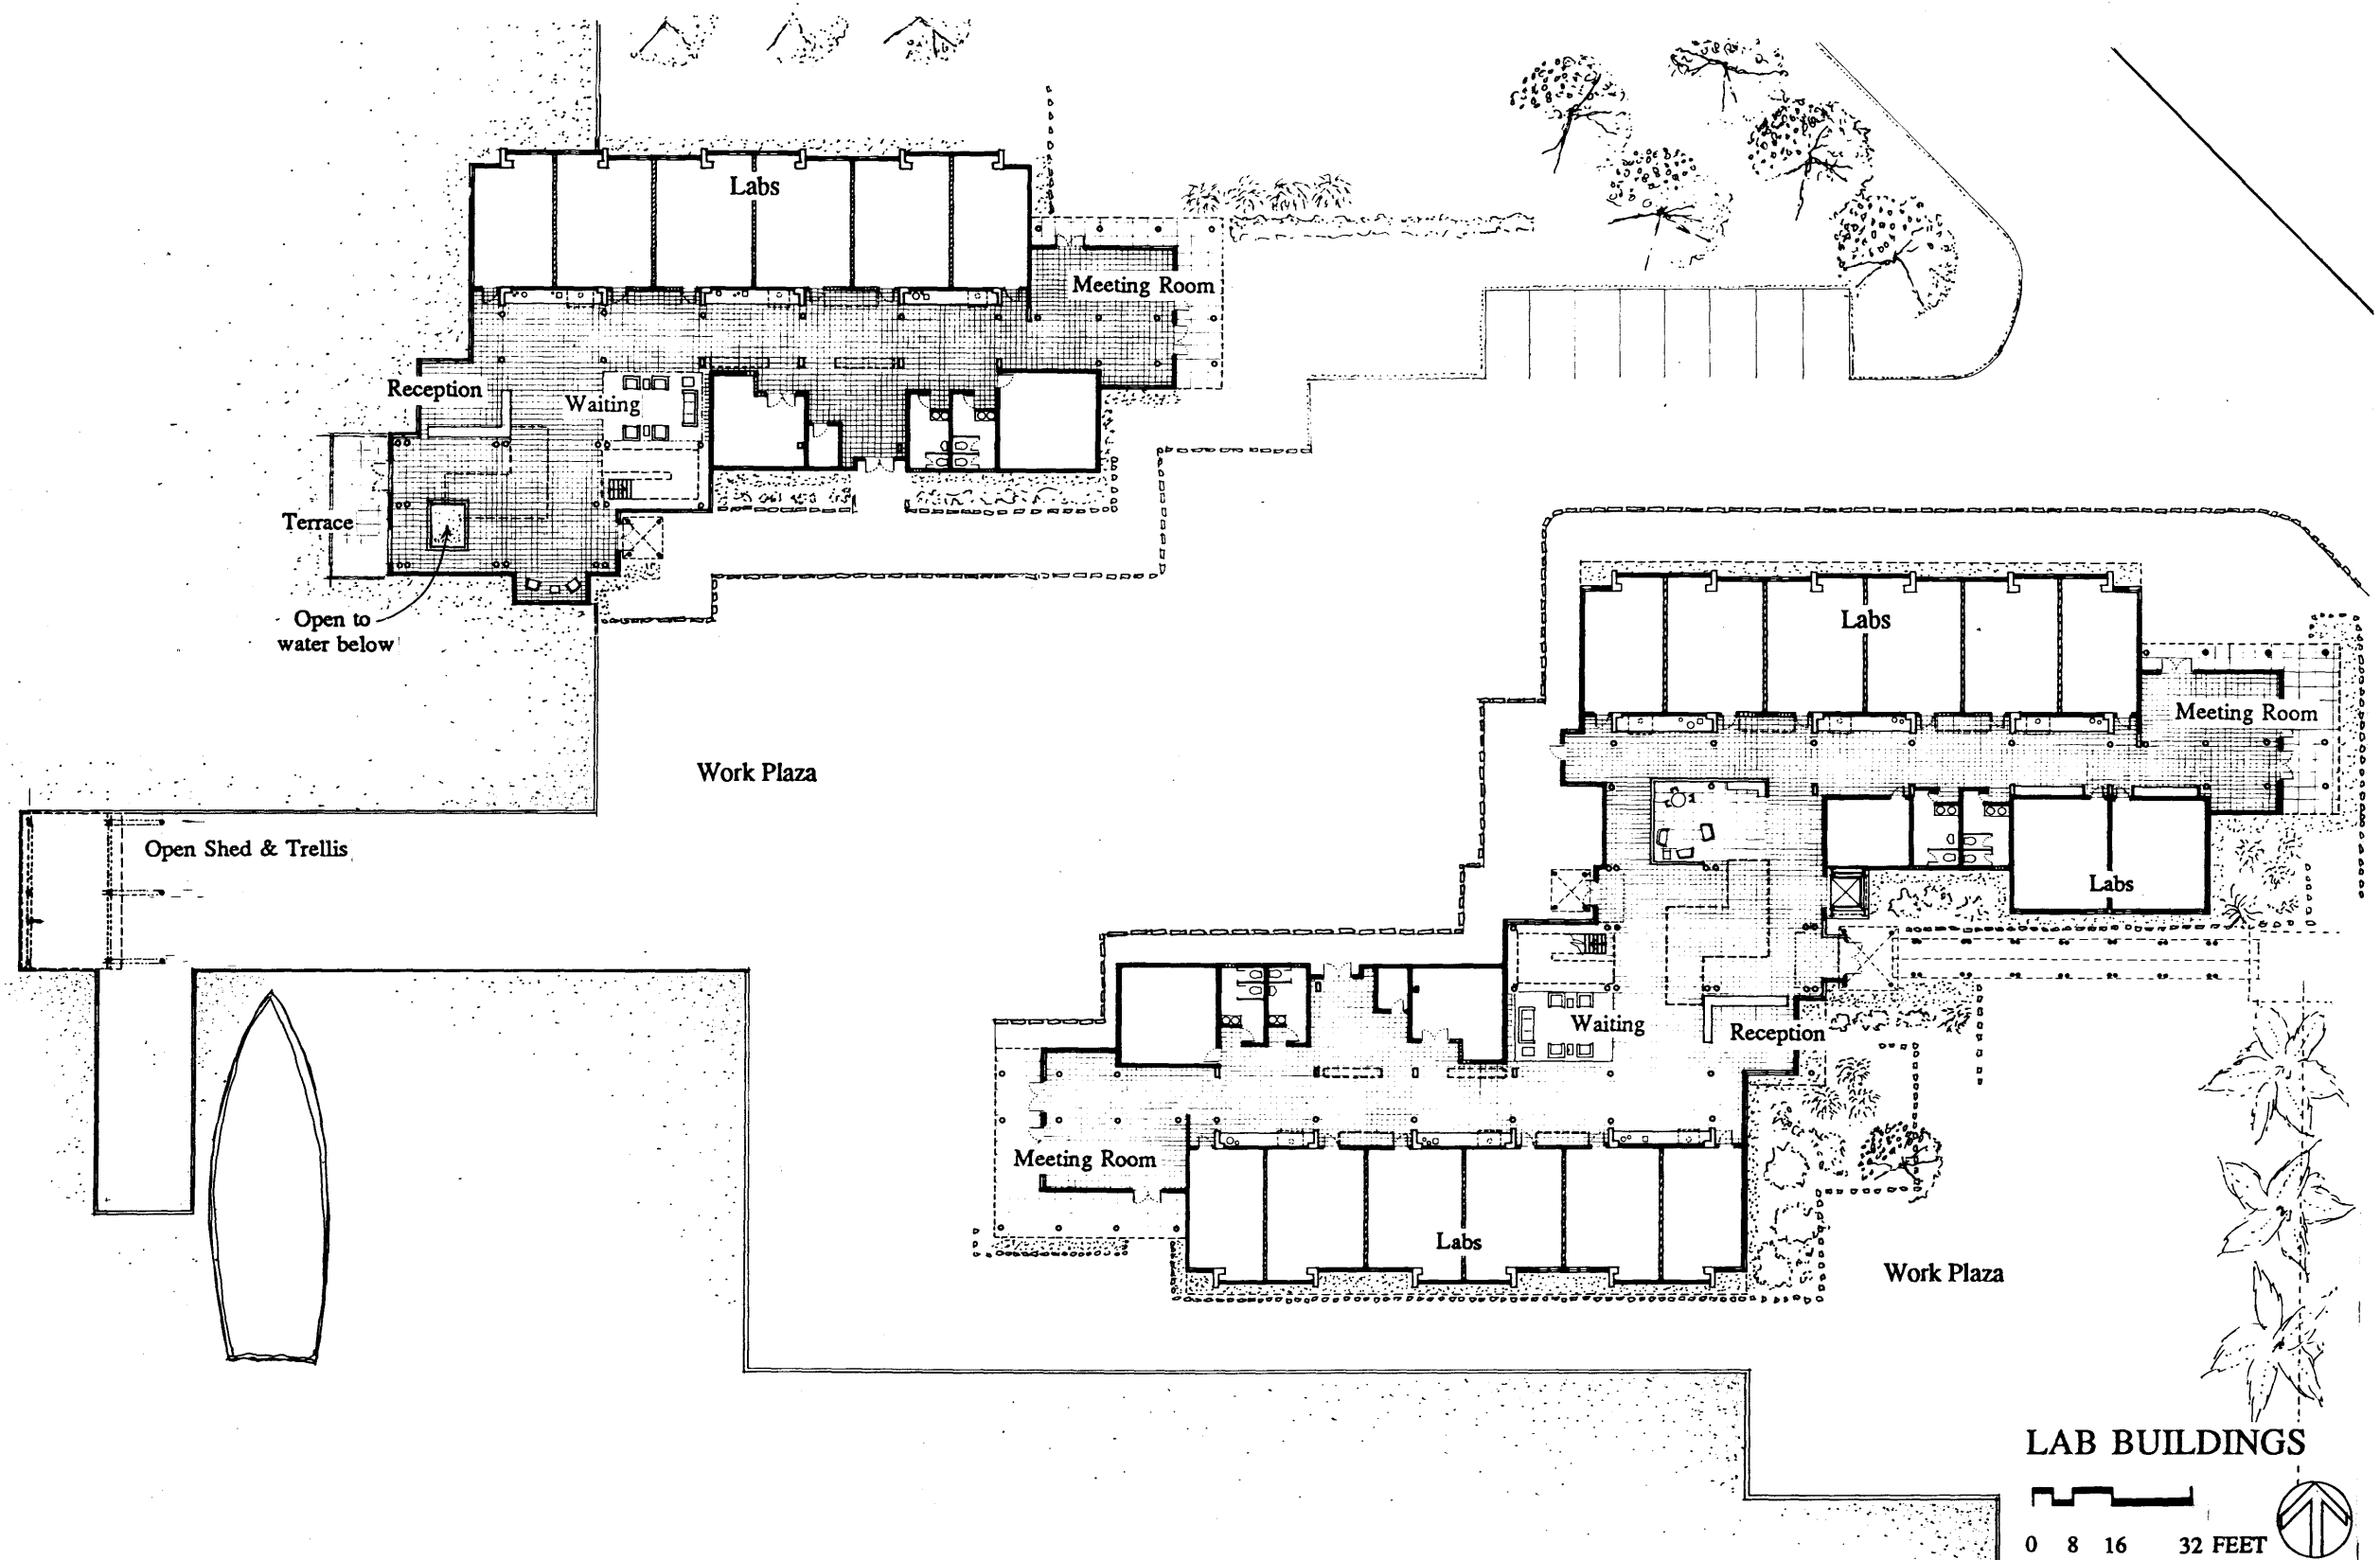 Labs
Meeting Room
Reception
Waiting
Terrace
Open to
water below
Labs
Meeting Room
Work Plaza
Open Shed & Trellis
Labs
Waiting
Reception
Meeting Room
Labs
Work Plaza
LAB BUILDINGS
0 8 16 32 FEET